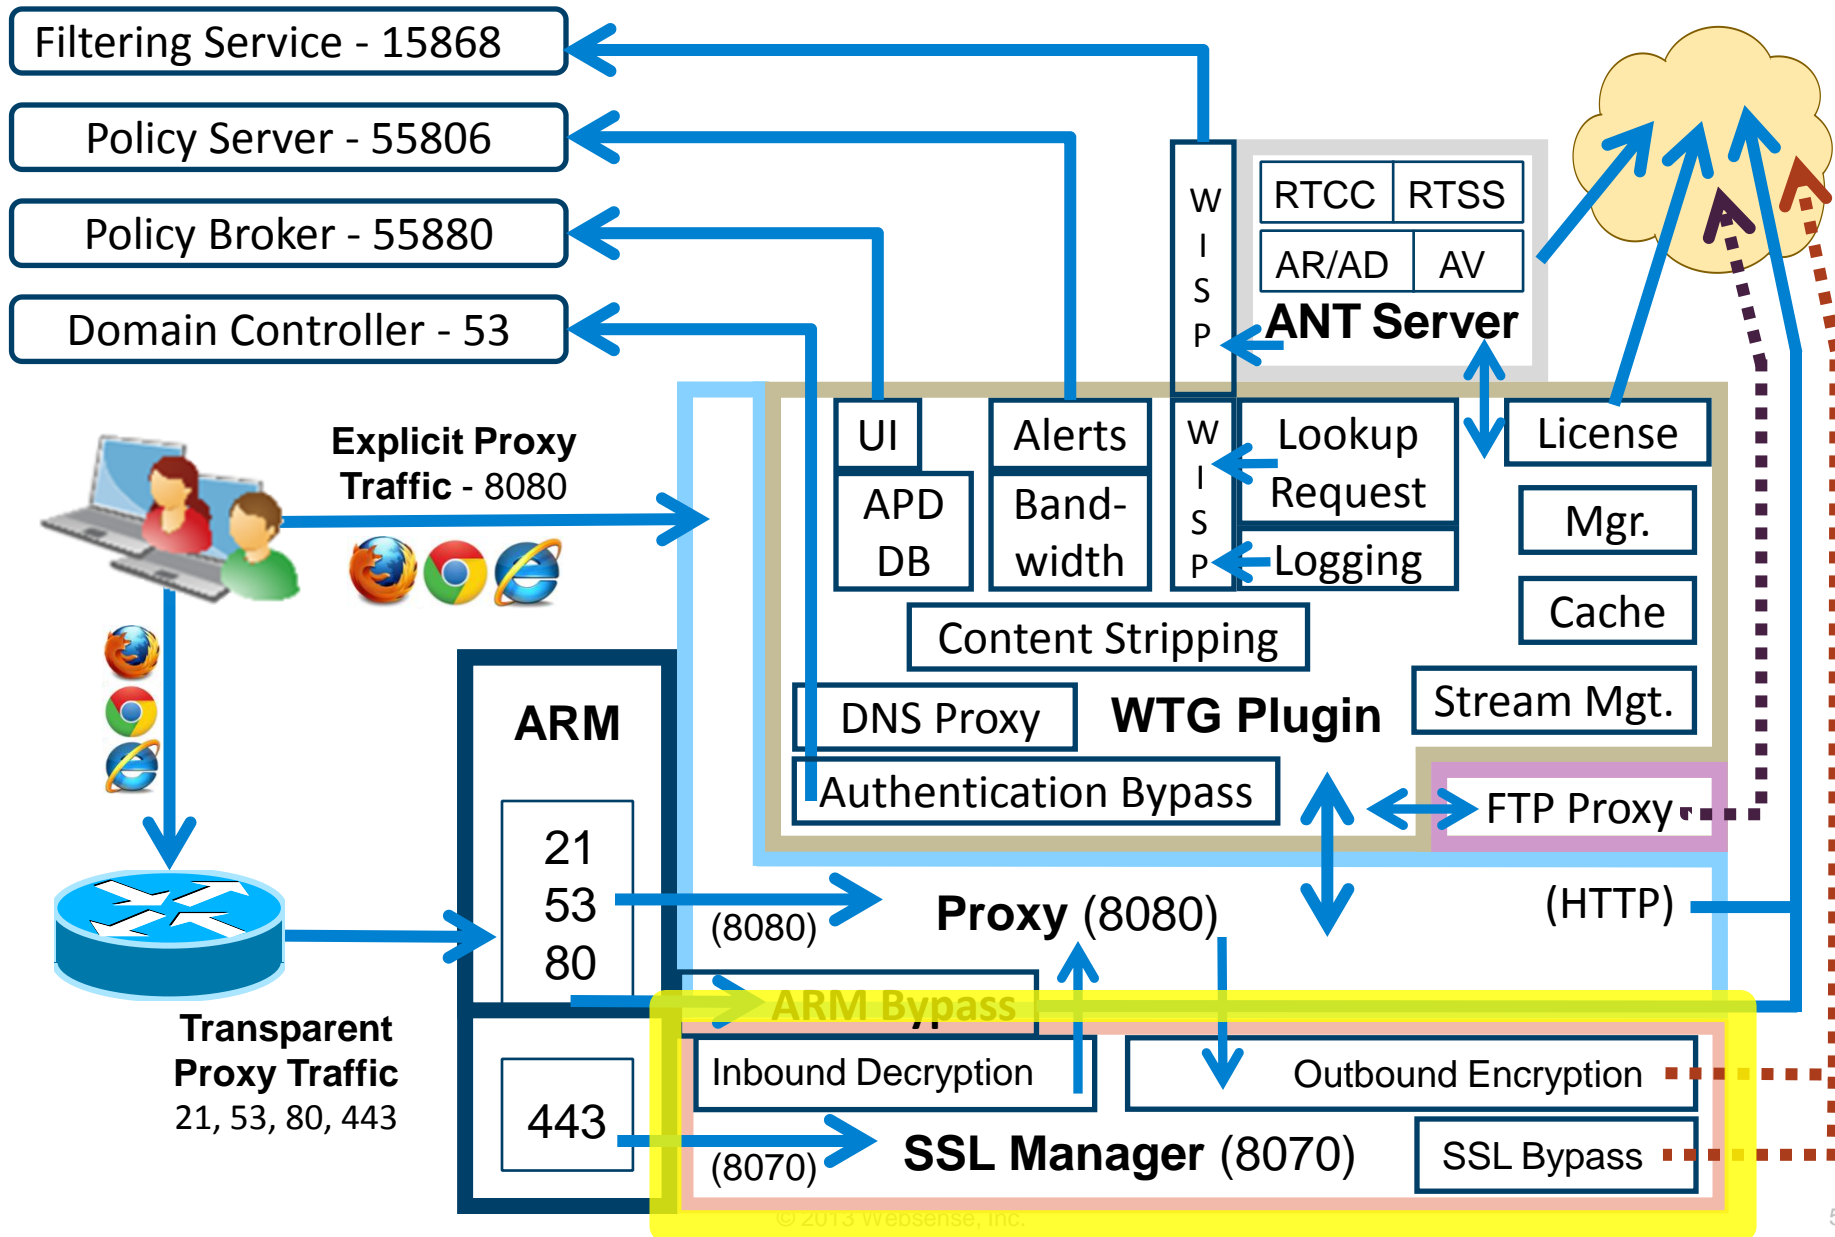 Filtering Service - 15868
Policy Server - 55806
Policy Broker - 55880
Domain Controller - 53
W
I
S
P
RTCC
RTSS
AR/AD
AV
ANT Server
Explicit Proxy
Traffic - 8080
UI
APD
DB
Alerts
Band-
width
W
I
S
P
Lookup
Request
Logging
License
Mgr.
Cache
Content Stripping
Stream Mgt.
DNS Proxy
WTG Plugin
Authentication Bypass
FTP Proxy
ARM
21
53
80
(8080)
Proxy (8080)
(HTTP)
ARM Bypass
Transparent
Proxy Traffic
21, 53, 80, 443
443
Inbound Decryption
Outbound Encryption
(8070)
SSL Manager (8070)
SSL Bypass
© 2013 Websense, Inc.
5